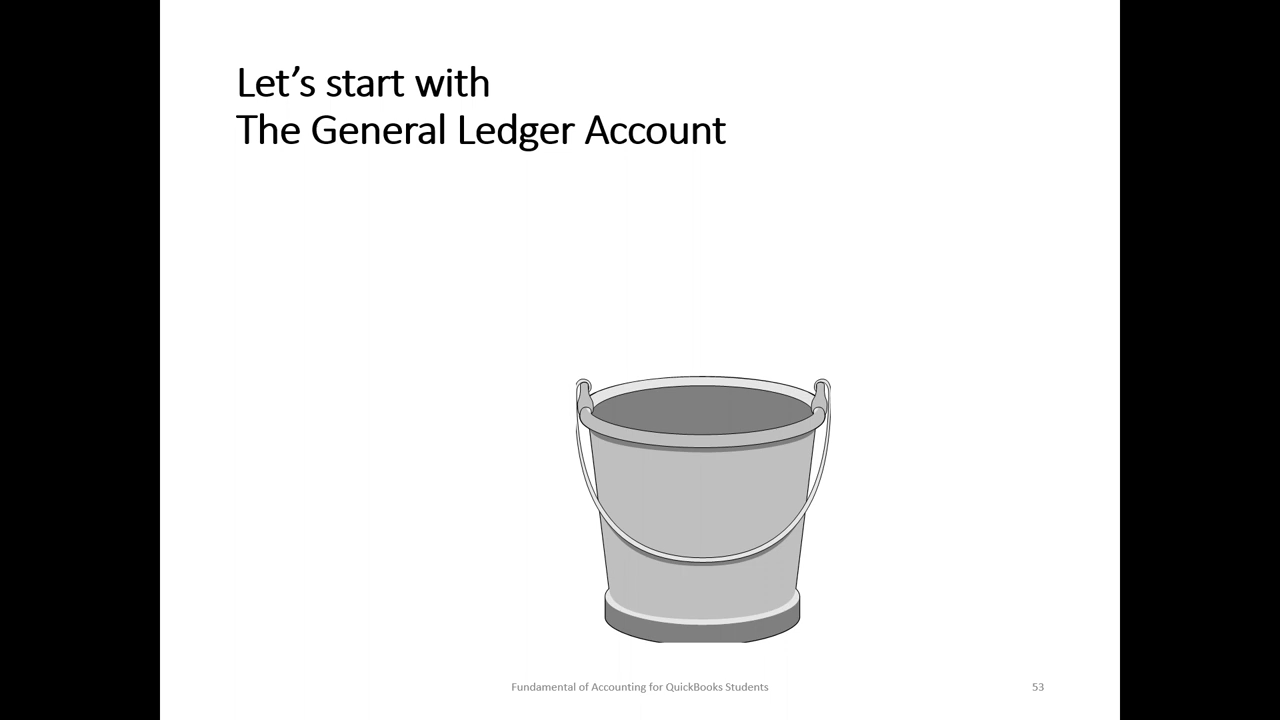 Let’s start with
The General Ledger Account
Fundamental of Accounting for QuickBooks Students
53